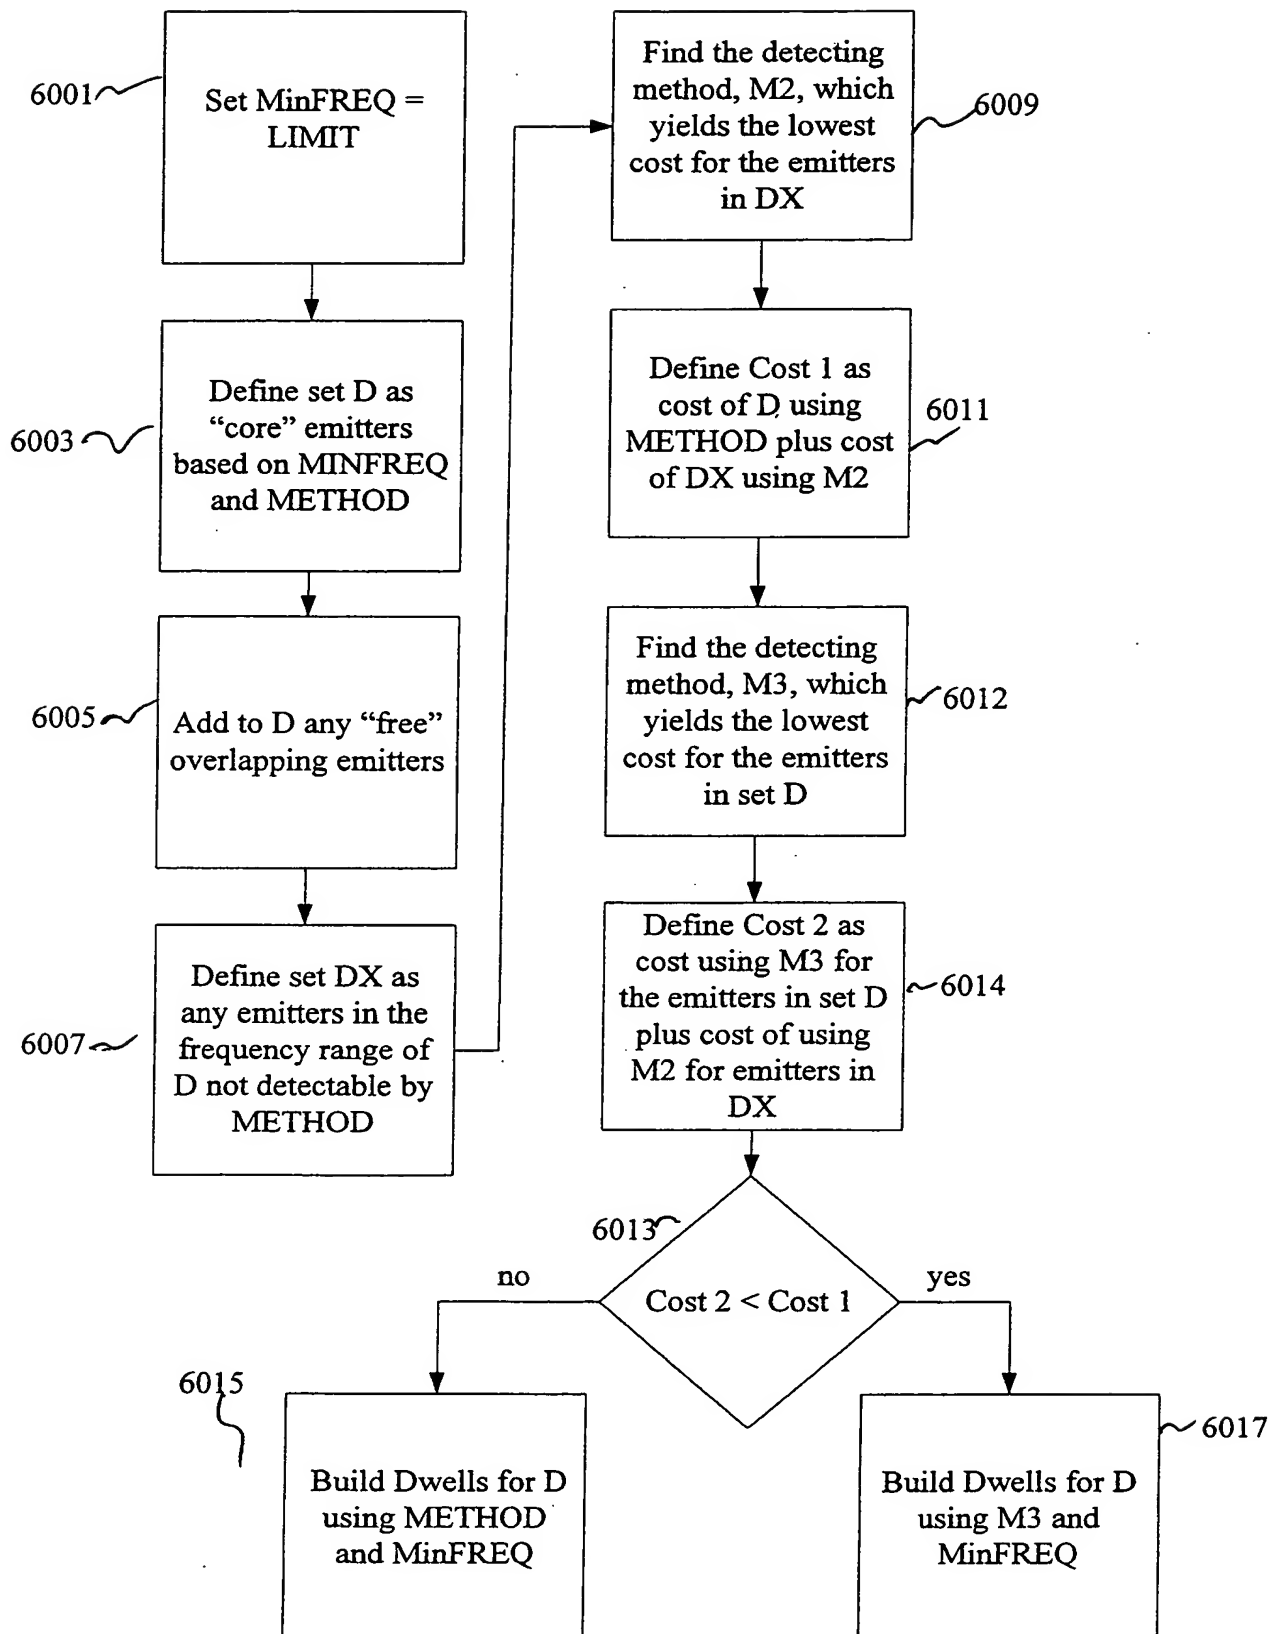 6001
Set MinFREQ =
LIMIT
6003
Define set D as
“core” emitters
based on MINFREQ
and METHOD
6005
Add to D any “free”
overlapping emitters
6007
Define set DX as
any emitters in the
frequency range of
D not detectable by
METHOD
Find the detecting
method, M2, which
yields the lowest
cost for the emitters
in DX
6009
Define Cost 1 as
cost of D using
METHOD plus cost
of DX using M2
6011
Find the detecting
method, M3, which
yields the lowest
cost for the emitters
in set D
6012
Define Cost 2 as
cost using M3 for
the emitters in set D
plus cost of using
M2 for emitters in
DX
6014
6013
no
Cost 2 < Cost 1
yes
6015
Build Dwells for D
using METHOD
and MinFREQ
6017
Build Dwells for D
using M3 and
MinFREQ